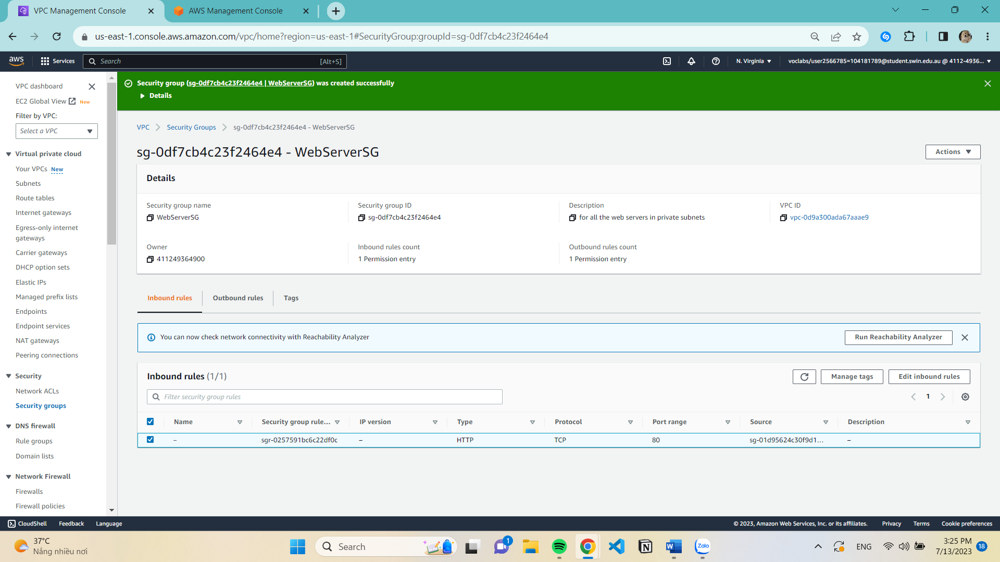 VPC Management Console
AWS Management Console
us-east-1.console.aws.amazon.com/vpc/home?region=us-east-1#SecurityGroup:groupId=sg-0df7cb4c23f2464e4
aws
Services
Search
[Alt+S]
N. Virginia
voclabs/user2566785=104181789@student.swin.edu.au @ 4112-4936...
VPC dashboard
EC2 Global View New
Filter by VPC:
Select a VPC
Virtual private cloud
Your VPCs New
Subnets
Route tables
Internet gateways
Egress-only internet
gateways
Carrier gateways
DHCP option sets
Elastic IPs
Managed prefix lists
Endpoints
Endpoint services
NAT gateways
Peering connections
Security
Network ACLs
Security groups
DNS firewall
Rule groups
Domain lists
Network Firewall
Firewalls
Firewall policies
Security group (sg-0df7cb4c23f2464e4 | WebServerSG) was created successfully
Details
VPC
Security Groups
sg-0df7cb4c23f2464e4 - WebServerSG
sg-0df7cb4c23f2464e4 - WebServerSG
Actions
Details
Security group name
WebServerSG
Security group ID
sg-0df7cb4c23f2464e4
Description
for all the web servers in private subnets
VPC ID
vpc-0d9a300ada67aaae9
Owner
411249364900
Inbound rules count
1 Permission entry
Outbound rules count
1 Permission entry
Inbound rules
Outbound rules
Tags
You can now check network connectivity with Reachability Analyzer
Run Reachability Analyzer
Inbound rules (1/1)
Manage tags
Edit inbound rules
Filter security group rules
1
Name
Security group rule...
IP version
Type
Protocol
Port range
Source
Description
–
sgr-0257591bc6c22df0c
–
HTTP
TCP
80
sg-01d95624c30f9d1...
–
CloudShell
Feedback
Language
© 2023, Amazon Web Services, Inc. or its affiliates.
Privacy
Terms
Cookie preferences
37°C
Nắng nhiều nơi
Search
1
Zalo
ENG
3:25 PM
7/13/2023
18